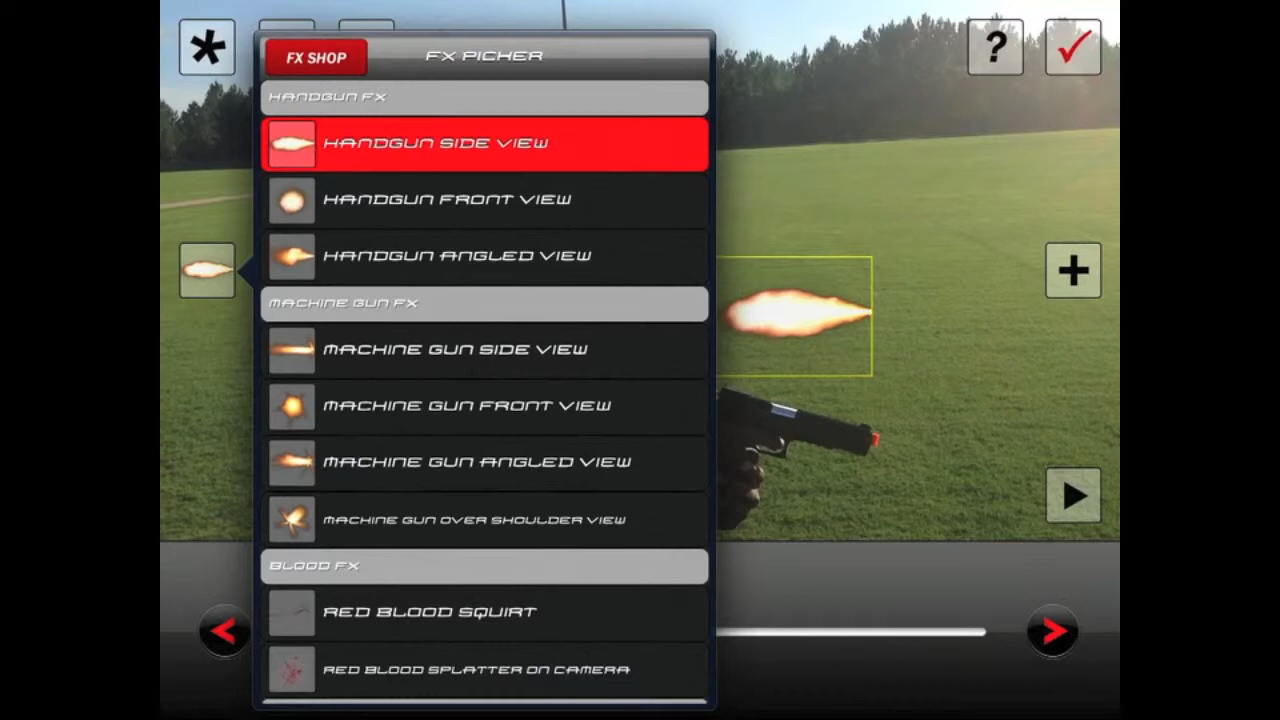 FX SHOP
FX PICKER
HANDGUN FX
HANDGUN SIDE VIEW
HANDGUN FRONT VIEW
HANDGUN ANGLED VIEW
MACHINE GUN FX
MACHINE GUN SIDE VIEW
MACHINE GUN FRONT VIEW
MACHINE GUN ANGLED VIEW
MACHINE GUN OVER SHOULDER VIEW
BLOOD FX
RED BLOOD SQUIRT
RED BLOOD SPLATTER ON CAMERA